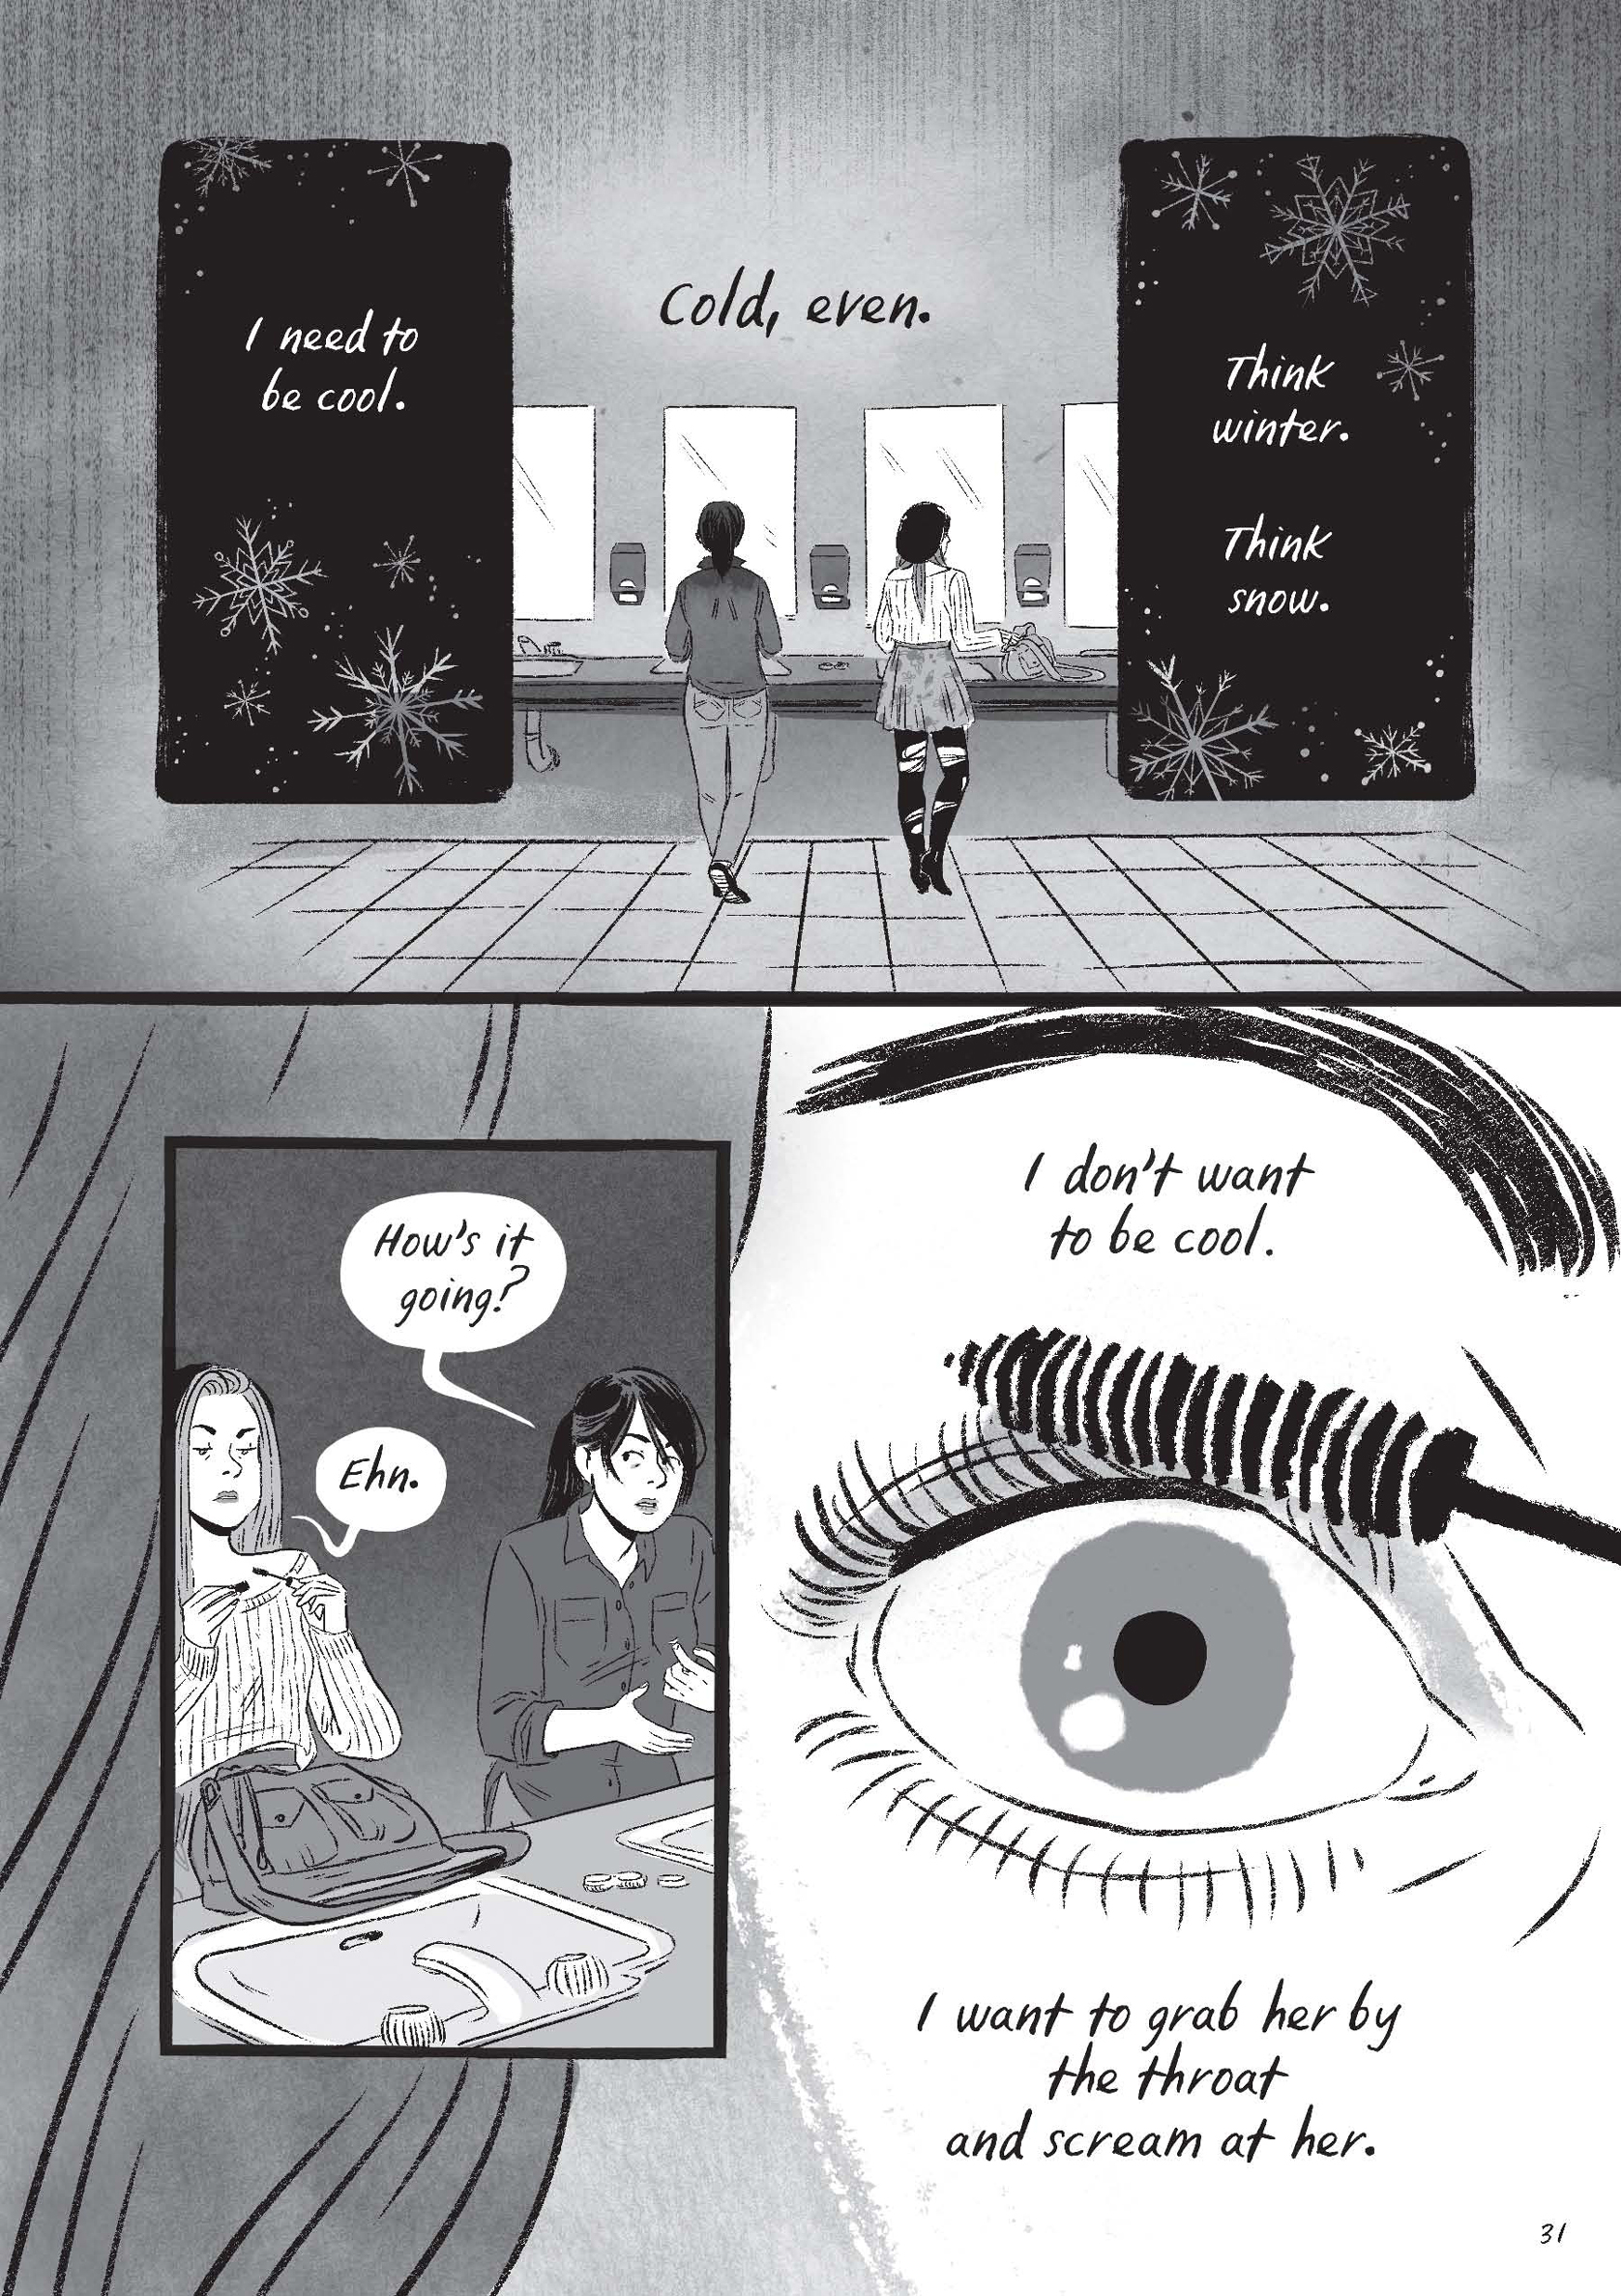 I need to
be cool.
Cold, even.
Think
winter.
Think
snow.
How's it
going?
Ehn.
I don't want
to be cool.
I want to grab her by
the throat
and scream at her.
31